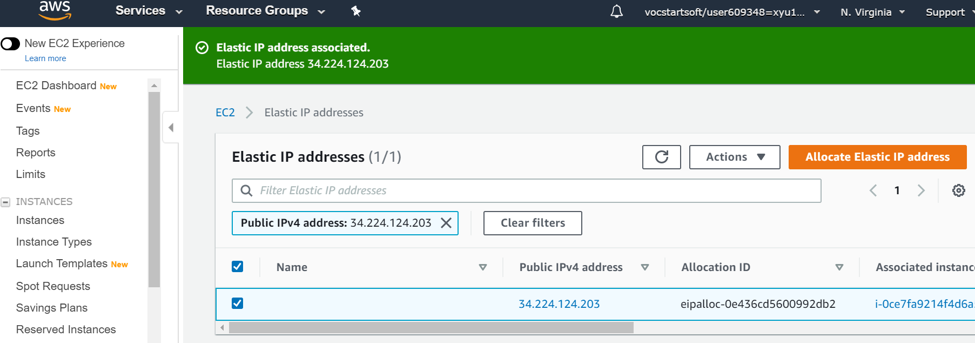 aws
Services
Resource Groups
vocstartsoft/user609348=xyu1...
N. Virginia
Support
New EC2 Experience
Learn more
EC2 Dashboard New
Events New
Tags
Reports
Limits
INSTANCES
Instances
Instance Types
Launch Templates New
Spot Requests
Savings Plans
Reserved Instances
Elastic IP address associated.
Elastic IP address 34.224.124.203
EC2 > Elastic IP addresses
Elastic IP addresses (1/1)
Actions
Allocate Elastic IP address
Filter Elastic IP addresses
1
Public IPv4 address: 34.224.124.203
Clear filters
Name
Public IPv4 address
Allocation ID
Associated instanc
34.224.124.203
eipalloc-0e436cd5600992db2
i-0ce7fa9214f4d6a